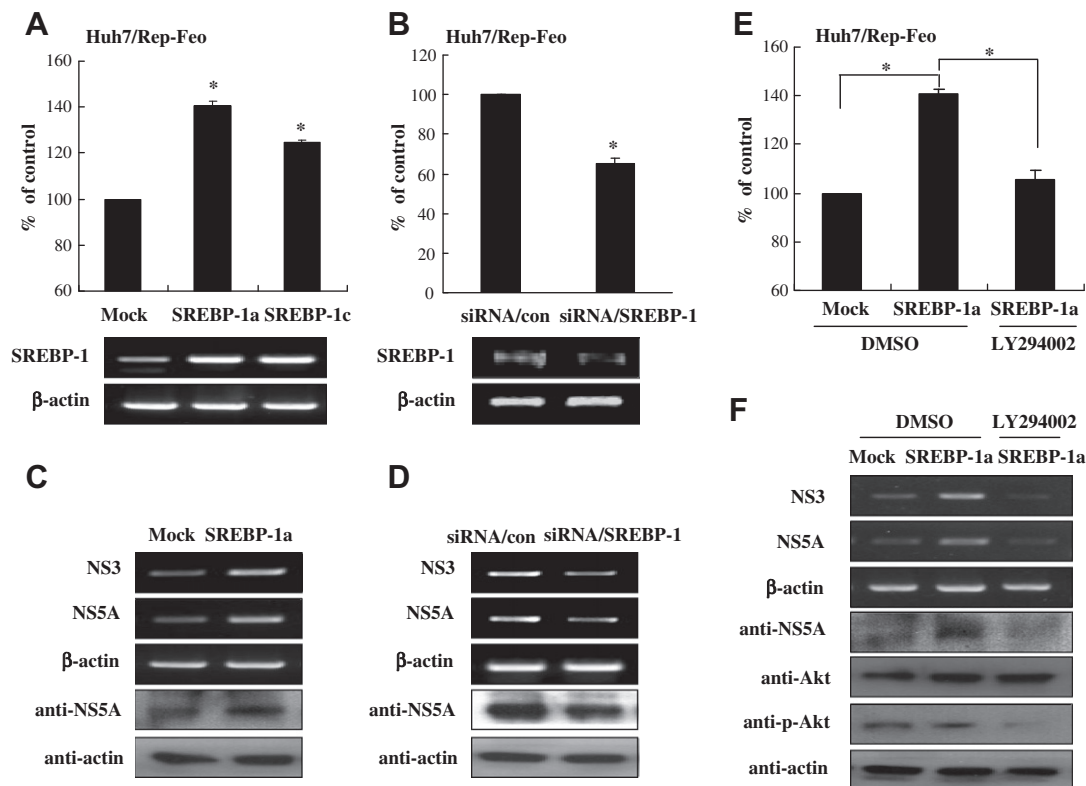 A
Huh7/Rep-Feo
160
140
120
100
80
60
% of control
*
*
Mock SREBP-1a SREBP-1c
SREBP-1
β-actin
B
Huh7/Rep-Feo
120
100
80
60
40
20
0
% of control
*
siRNA/con siRNA/SREBP-1
SREBP-1
β-actin
C
Mock SREBP-1a
NS3
NS5A
β-actin
anti-NS5A
anti-actin
D
siRNA/con siRNA/SREBP-1
NS3
NS5A
β-actin
anti-NS5A
anti-actin
E
Huh7/Rep-Feo
160
140
120
100
80
60
% of control
*
*
Mock SREBP-1a SREBP-1a
DMSO LY294002
F
DMSO LY294002
Mock SREBP-1a SREBP-1a
NS3
NS5A
β-actin
anti-NS5A
anti-Akt
anti-p-Akt
anti-actin